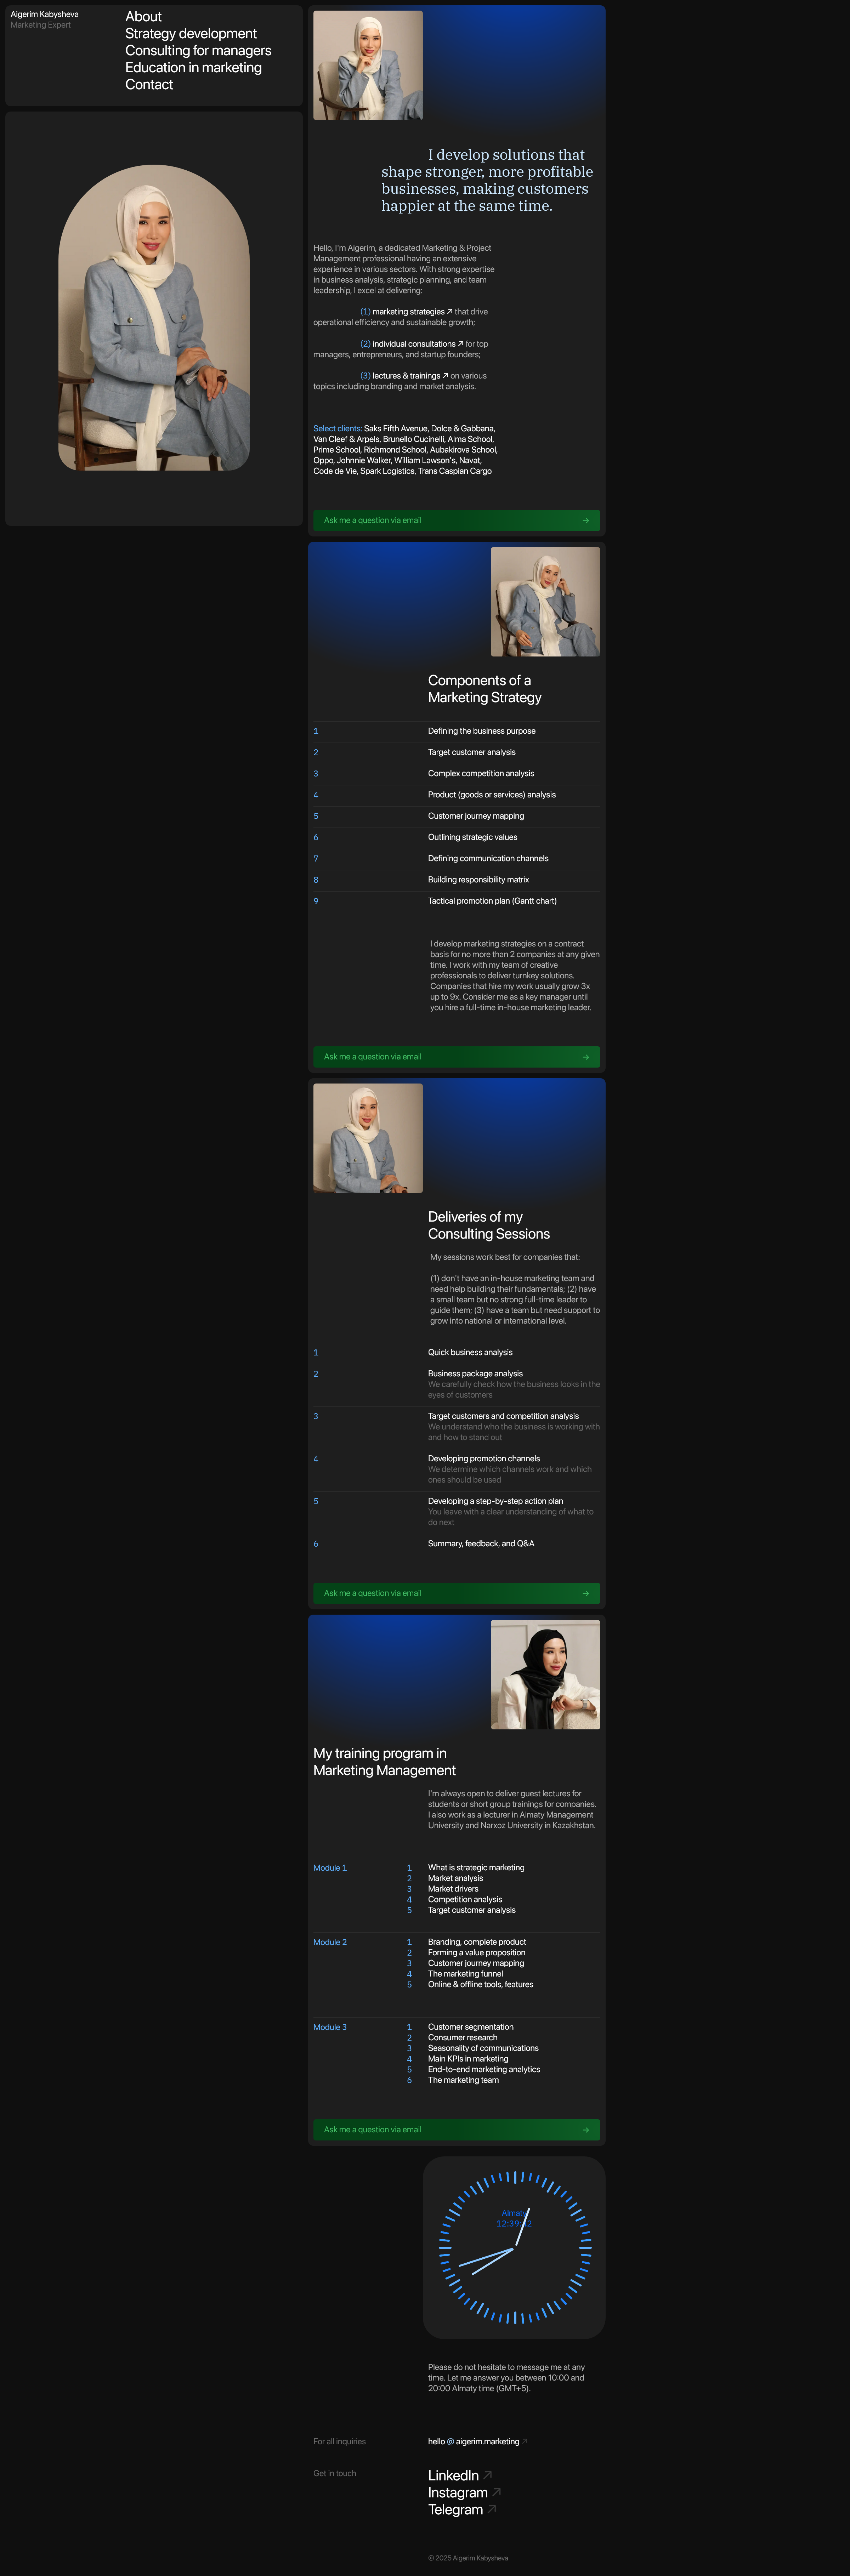 Aigerim Kabysheva
Marketing Expert
About
Strategy development
Consulting for managers
Education in marketing
Contact
I develop solutions that
shape stronger, more profitable
businesses, making customers
happier at the same time.
Hello, I'm Aigerim, a dedicated Marketing & Project
Management professional having an extensive
experience in various sectors. With strong expertise
in business analysis, strategic planning, and team
leadership, I excel at delivering:
(1) marketing strategies ↗ that drive
operational efficiency and sustainable growth;
(2) individual consultations ↗ for top
managers, entrepreneurs, and startup founders;
(3) lectures & trainings ↗ on various
topics including branding and market analysis.
Select clients: Saks Fifth Avenue, Dolce & Gabbana,
Van Cleef & Arpels, Brunello Cucinelli, Alma School,
Prime School, Richmond School, Aubakirova School,
Oppo, Johnnie Walker, William Lawson's, Navat,
Code de Vie, Spark Logistics, Trans Caspian Cargo
Ask me a question via email →
Components of a
Marketing Strategy
1 Defining the business purpose
2 Target customer analysis
3 Complex competition analysis
4 Product (goods or services) analysis
5 Customer journey mapping
6 Outlining strategic values
7 Defining communication channels
8 Building responsibility matrix
9 Tactical promotion plan (Gantt chart)
I develop marketing strategies on a contract
basis for no more than 2 companies at any given
time. I work with my team of creative
professionals to deliver turnkey solutions.
Companies that hire my work usually grow 3x
up to 9x. Consider me as a key manager until
you hire a full-time in-house marketing leader.
Ask me a question via email →
Deliveries of my
Consulting Sessions
My sessions work best for companies that:
(1) don't have an in-house marketing team and
need help building their fundamentals; (2) have
a small team but no strong full-time leader to
guide them; (3) have a team but need support to
grow into national or international level.
1 Quick business analysis
2 Business package analysis
We carefully check how the business looks in the
eyes of customers
3 Target customers and competition analysis
We understand who the business is working with
and how to stand out
4 Developing promotion channels
We determine which channels work and which
ones should be used
5 Developing a step-by-step action plan
You leave with a clear understanding of what to
do next
6 Summary, feedback, and Q&A
Ask me a question via email →
My training program in
Marketing Management
I'm always open to deliver guest lectures for
students or short group trainings for companies.
I also work as a lecturer in Almaty Management
University and Narxoz University in Kazakhstan.
Module 1
1 What is strategic marketing
2 Market analysis
3 Market drivers
4 Competition analysis
5 Target customer analysis
Module 2
1 Branding, complete product
2 Forming a value proposition
3 Customer journey mapping
4 The marketing funnel
5 Online & offline tools, features
Module 3
1 Customer segmentation
2 Consumer research
3 Seasonality of communications
4 Main KPIs in marketing
5 End-to-end marketing analytics
6 The marketing team
Ask me a question via email →
Almaty
Please do not hesitate to message me at any
time. Let me answer you between 10:00 and
20:00 Almaty time (GMT+5).
For all inquiries
hello @ aigerim.marketing ↗
Get in touch
LinkedIn ↗
Instagram ↗
Telegram ↗
© 2025 Aigerim Kabysheva